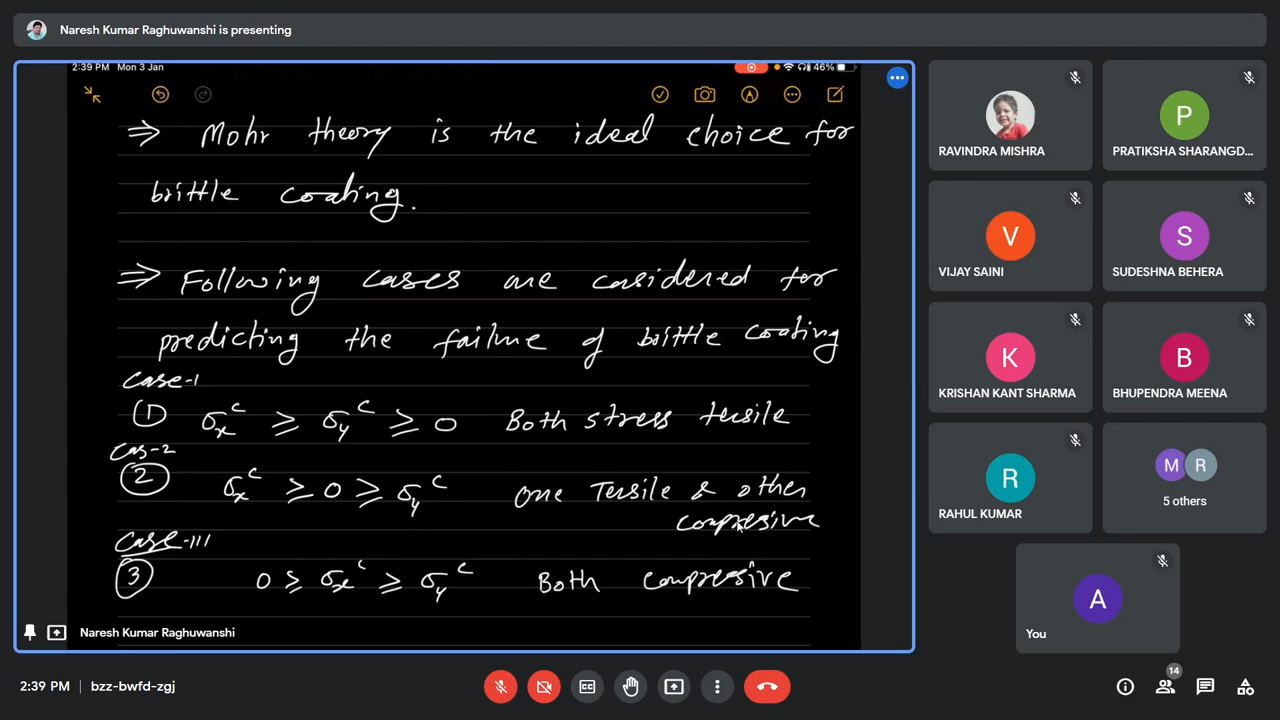 Naresh Kumar Raghuwanshi is presenting
2:39 PM Mon 3 Jan
46%
⇒ Mohr theory is the ideal choice for
brittle coating.
⇒ Following cases are casidered for
predicting the failure of brittle coating
Case-1
① σx^c ≥ σy^c ≥ 0 Both stress tensile
Cas-2
② σx^c ≥ 0 ≥ σy^c One Tensile & other
compresive
Case-III
③ 0 ≥ σx^c ≥ σy^c Both compressive
Naresh Kumar Raghuwanshi
RAVINDRA MISHRA
P
PRATIKSHA SHARANGD...
V
VIJAY SAINI
S
SUDESHNA BEHERA
K
KRISHAN KANT SHARMA
B
BHUPENDRA MEENA
R
RAHUL KUMAR
M R
5 others
A
You
2:39 PM | bzz-bwfd-zgj
CC
14